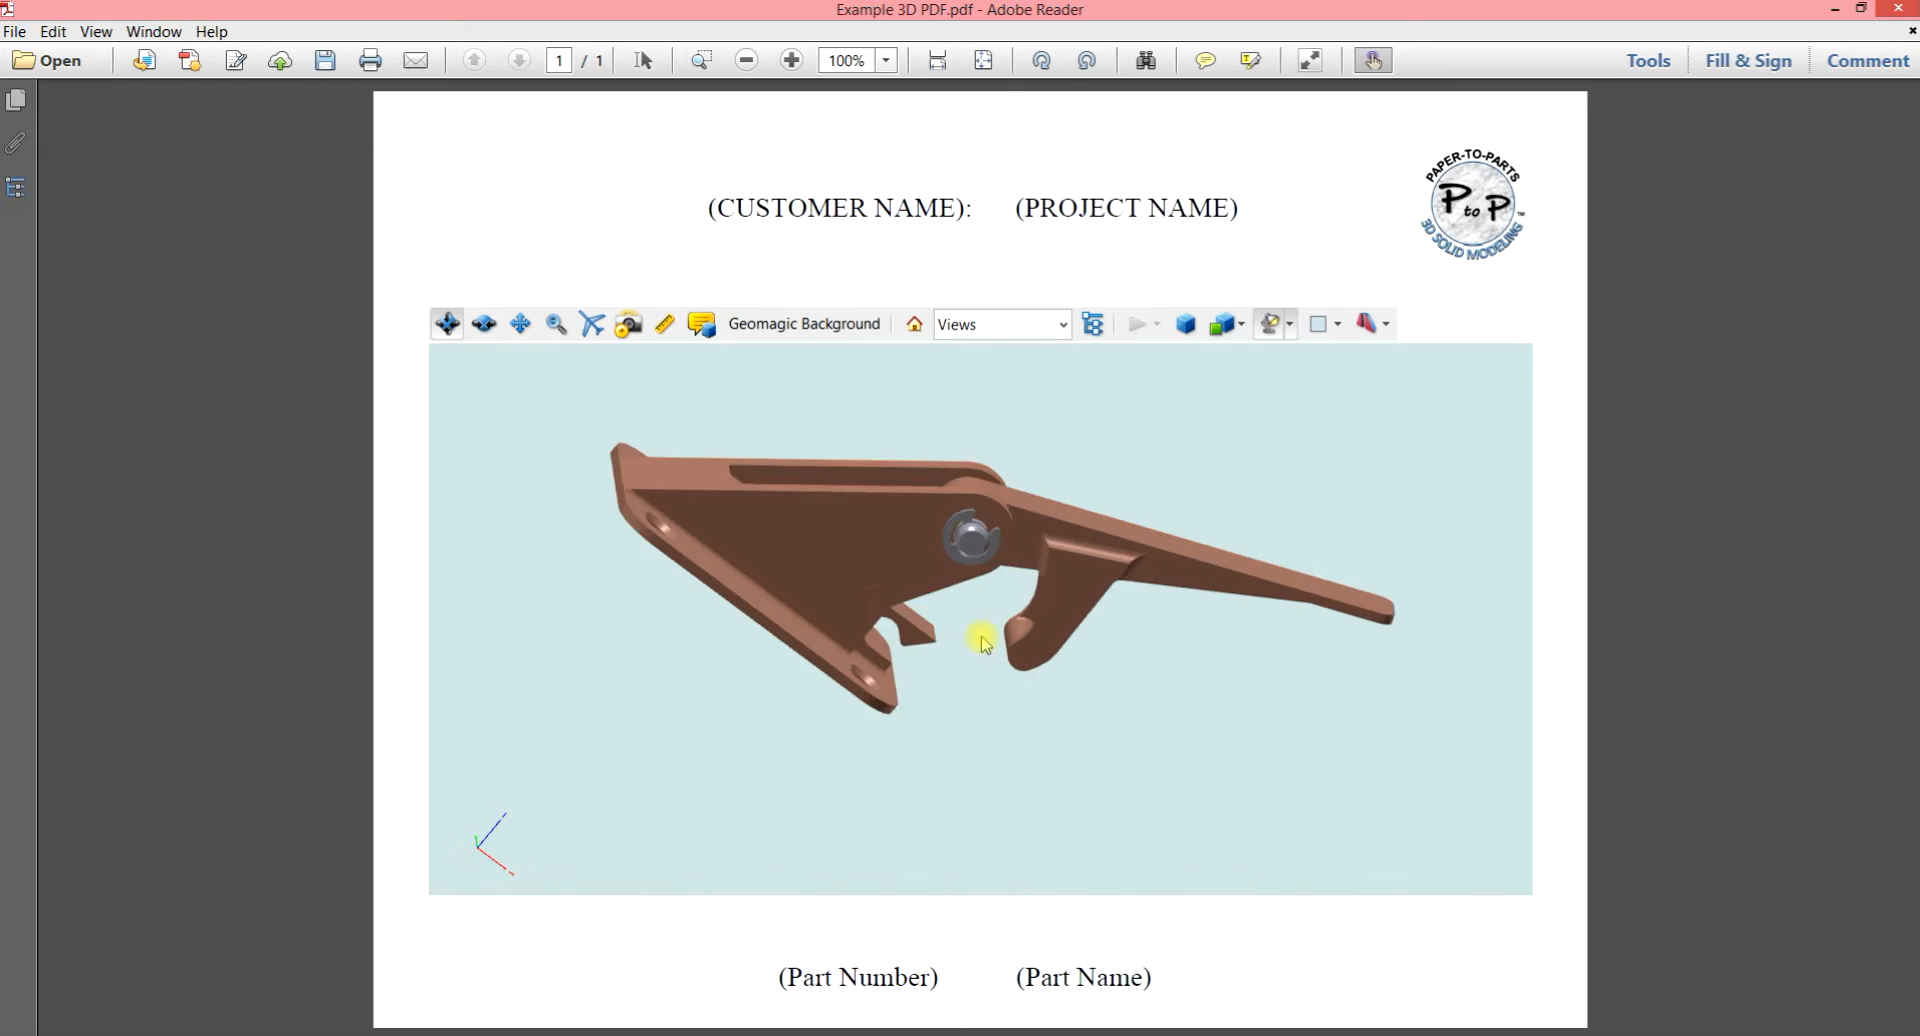 Example 3D PDF.pdf - Adobe Reader
File Edit View Window Help
Open 1 / 1 100% Tools Fill & Sign Comment
PAPER-TO-PARTS
P to P ™
3D SOLID MODELING
(CUSTOMER NAME): (PROJECT NAME)
Geomagic Background Views
(Part Number) (Part Name)